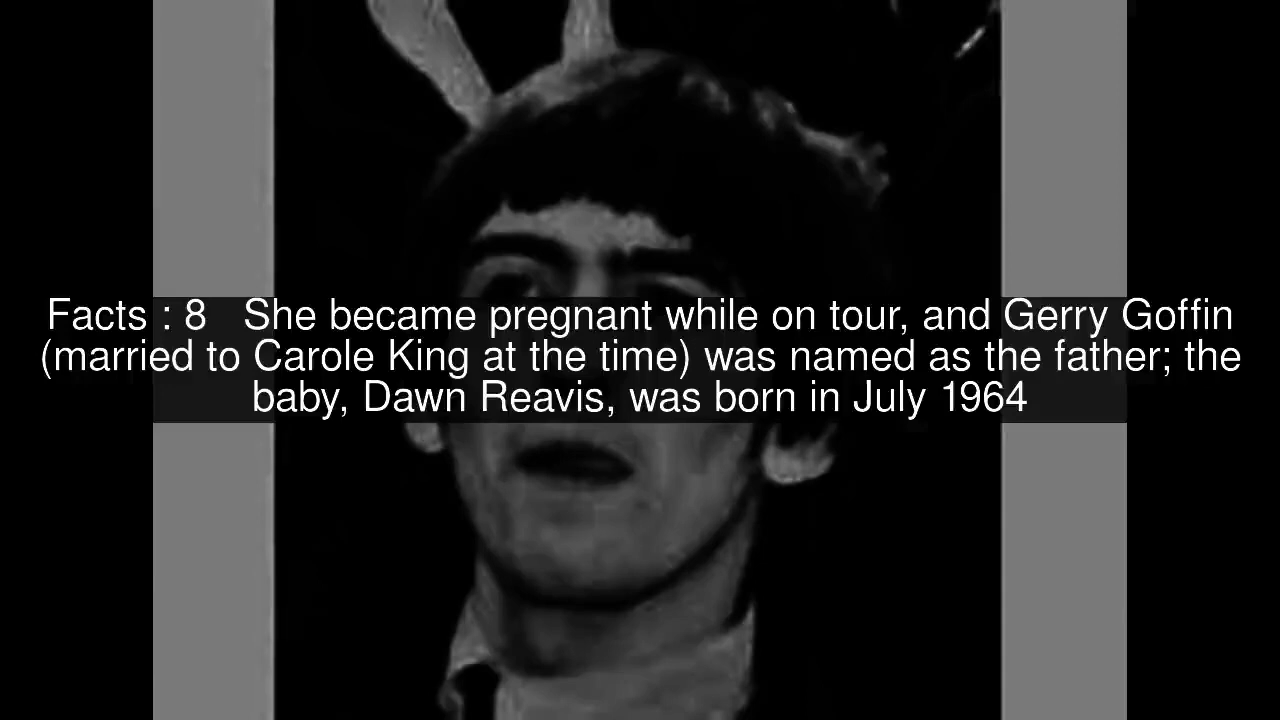 Facts : 8   She became pregnant while on tour, and Gerry Goffin
(married to Carole King at the time) was named as the father; the
baby, Dawn Reavis, was born in July 1964